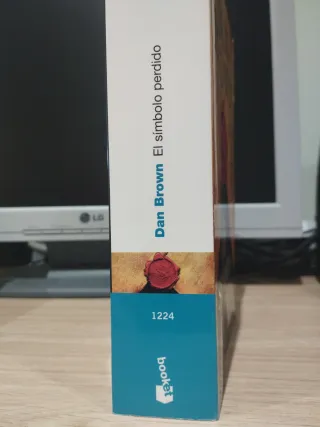 Dan Brown El símbolo perdido
1224
booket
LG